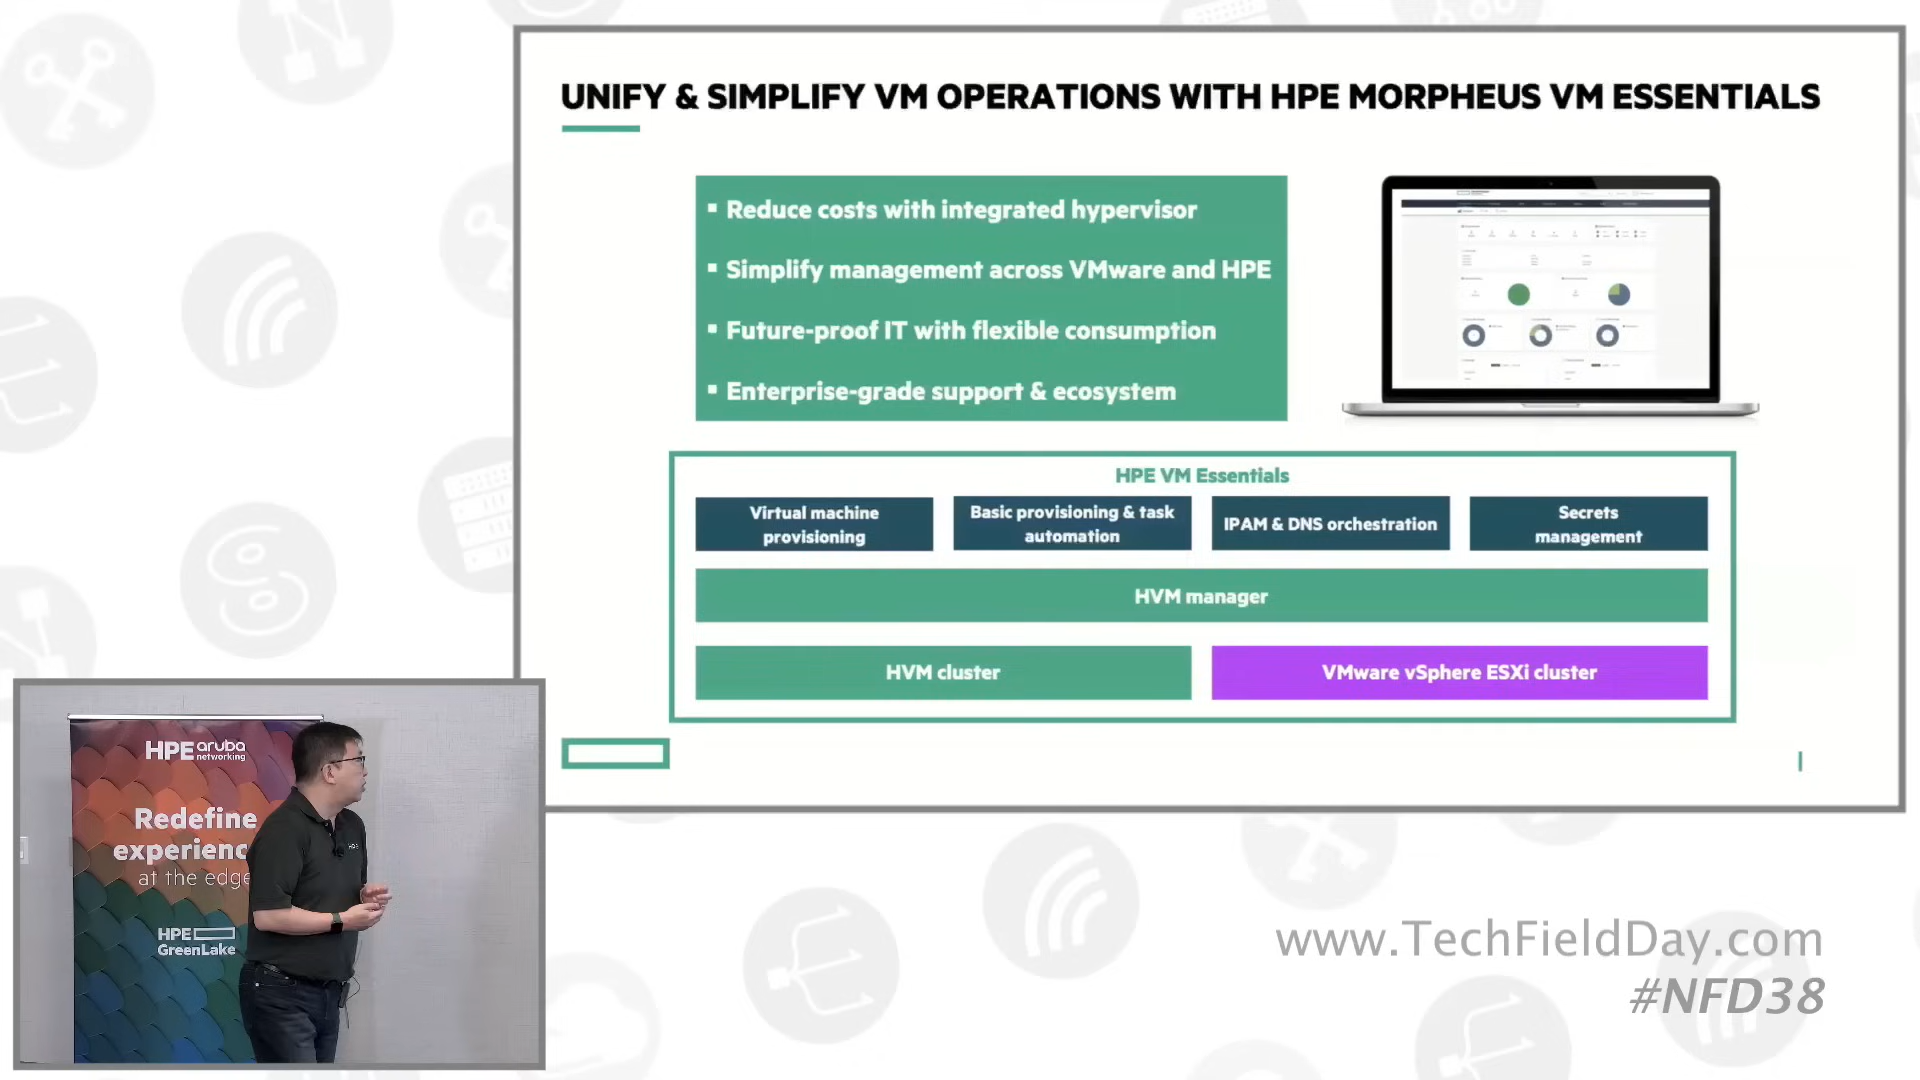 UNIFY & SIMPLIFY VM OPERATIONS WITH HPE MORPHEUS VM ESSENTIALS
▪ Reduce costs with integrated hypervisor
▪ Simplify management across VMware and HPE
▪ Future-proof IT with flexible consumption
▪ Enterprise-grade support & ecosystem
HPE VM Essentials
Virtual machine
provisioning
Basic provisioning & task
automation
IPAM & DNS orchestration
Secrets
management
HVM manager
HVM cluster
VMware vSphere ESXi cluster
HPE aruba
networking
Redefine
experienc
at the edge
HPE
GreenLake
www.TechFieldDay.com
#NFD38